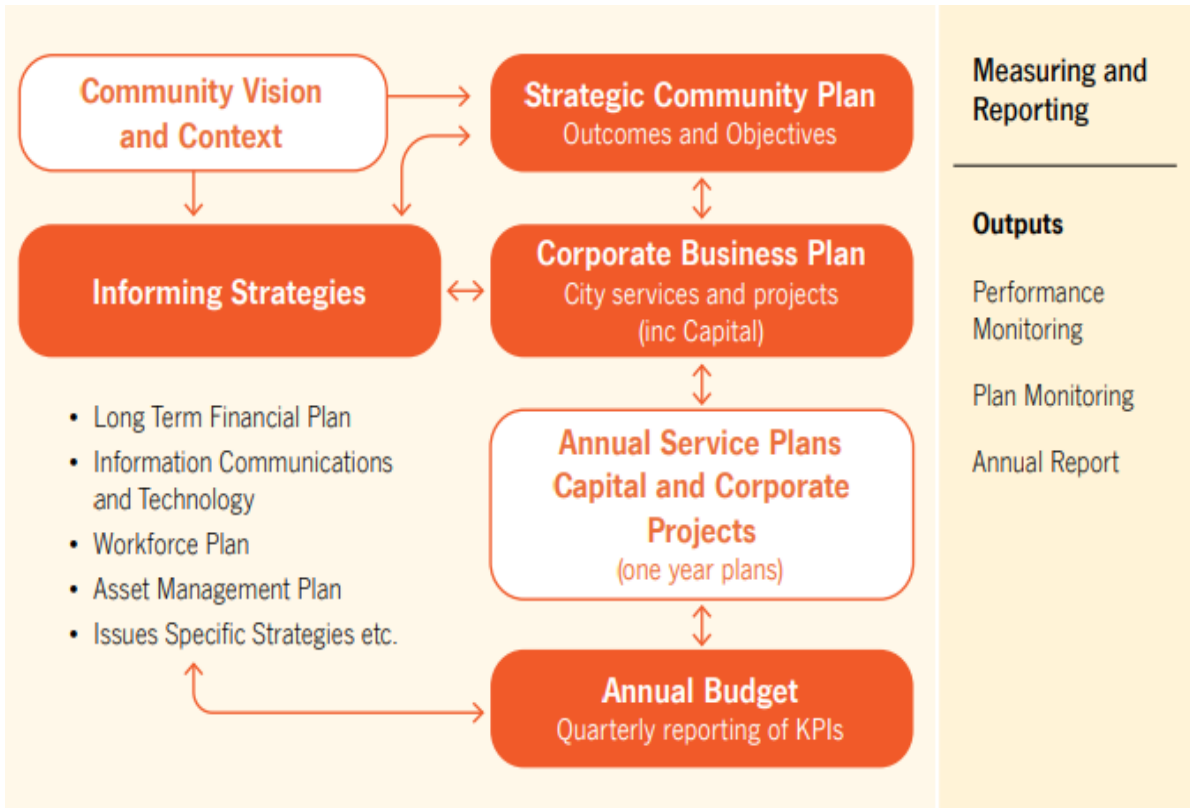 Community Vision
and Context
Strategic Community Plan
Outcomes and Objectives
Informing Strategies
Corporate Business Plan
City services and projects
(inc Capital)
• Long Term Financial Plan
• Information Communications
and Technology
• Workforce Plan
• Asset Management Plan
• Issues Specific Strategies etc.
Annual Service Plans
Capital and Corporate
Projects
(one year plans)
Annual Budget
Quarterly reporting of KPIs
Measuring and
Reporting
Outputs
Performance
Monitoring
Plan Monitoring
Annual Report